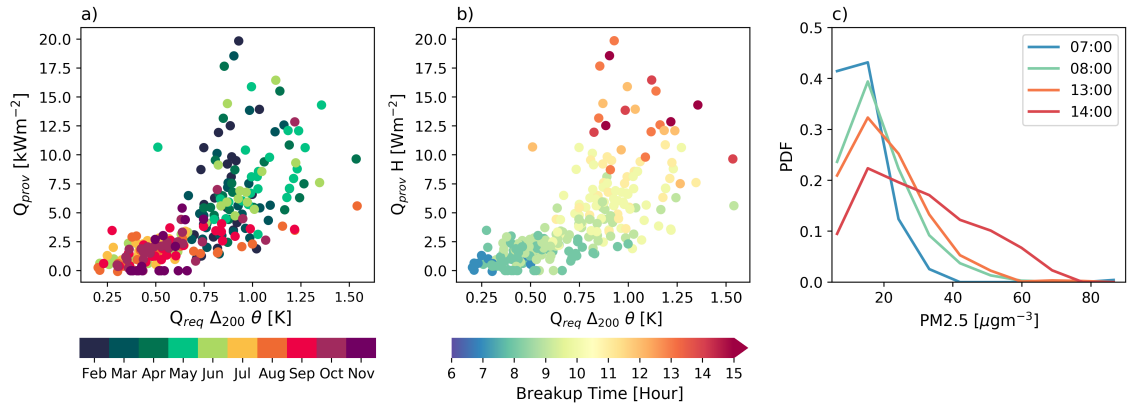 a)
Q_prov [kWm⁻²]
20.0
17.5
15.0
12.5
10.0
7.5
5.0
2.5
0.0
0.25 0.50 0.75 1.00 1.25 1.50
Q_req Δ₂₀₀ θ [K]
Feb Mar Apr May Jun Jul Aug Sep Oct Nov
b)
Q_prov H [Wm⁻²]
20.0
17.5
15.0
12.5
10.0
7.5
5.0
2.5
0.0
0.25 0.50 0.75 1.00 1.25 1.50
Q_req Δ₂₀₀ θ [K]
6 7 8 9 10 11 12 13 14 15
Breakup Time [Hour]
c)
PDF
0.5
0.4
0.3
0.2
0.1
0.0
20 40 60 80
PM2.5 [μgm⁻³]
07:00
08:00
13:00
14:00